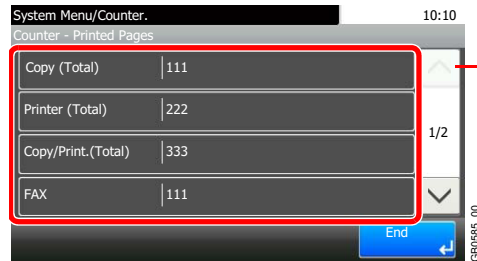 System Menu/Counter.
10:10
Counter - Printed Pages
Copy (Total) 111
Printer (Total) 222
1/2
Copy/Print.(Total) 333
FAX 111
End
GB0585_00